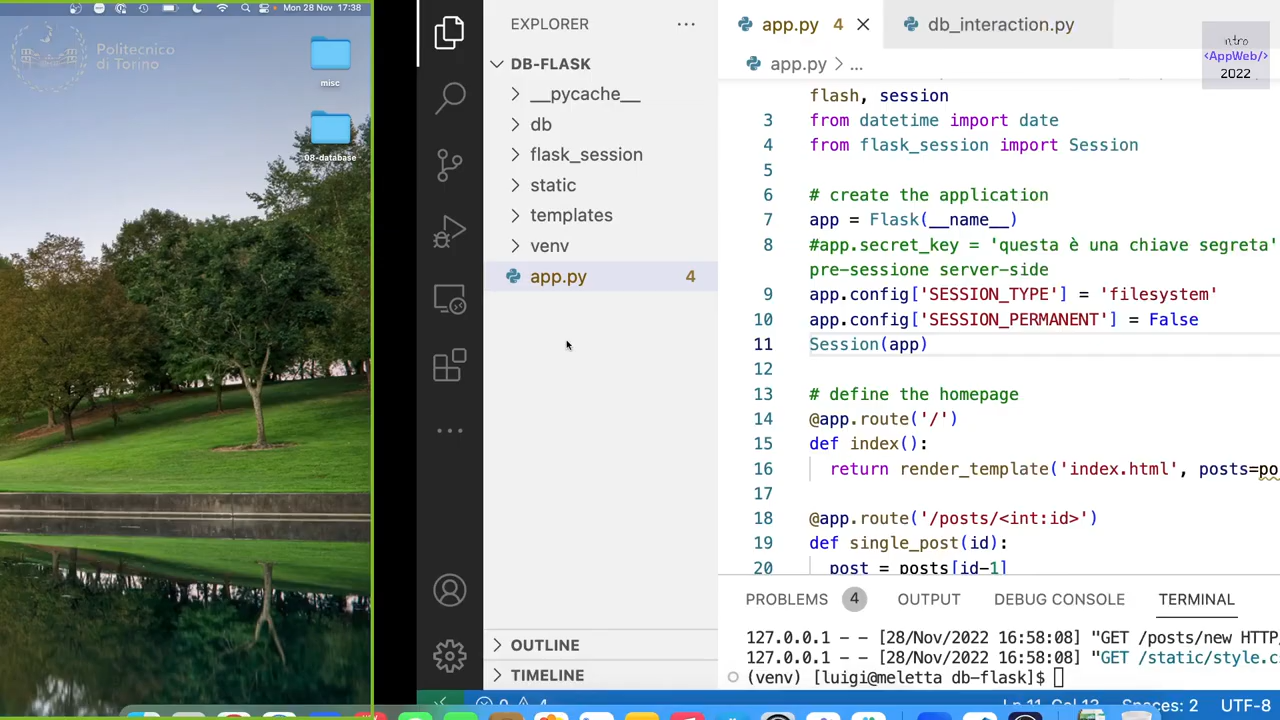 Mon 28 Nov 17:38
Politecnico
di Torino
misc
08-database
EXPLORER
DB-FLASK
__pycache__
db
flask_session
static
templates
venv
app.py 4
OUTLINE
TIMELINE
app.py 4
db_interaction.py
ntro
<AppWeb/>
2022
app.py > ...
flash, session
3 from datetime import date
4 from flask_session import Session
5
6 # create the application
7 app = Flask(__name__)
8 #app.secret_key = 'questa è una chiave segreta'
pre-sessione server-side
9 app.config['SESSION_TYPE'] = 'filesystem'
10 app.config['SESSION_PERMANENT'] = False
11 Session(app)
12
13 # define the homepage
14 @app.route('/')
15 def index():
16 return render_template('index.html', posts=po
17
18 @app.route('/posts/<int:id>')
19 def single_post(id):
20 post = posts[id-1]
PROBLEMS 4 OUTPUT DEBUG CONSOLE TERMINAL
127.0.0.1 - - [28/Nov/2022 16:58:08] "GET /posts/new HTTP/
127.0.0.1 - - [28/Nov/2022 16:58:08] "GET /static/style.c
(venv) [luigi@meletta db-flask]$
0 4 Ln 11, Col 13 UTF-8